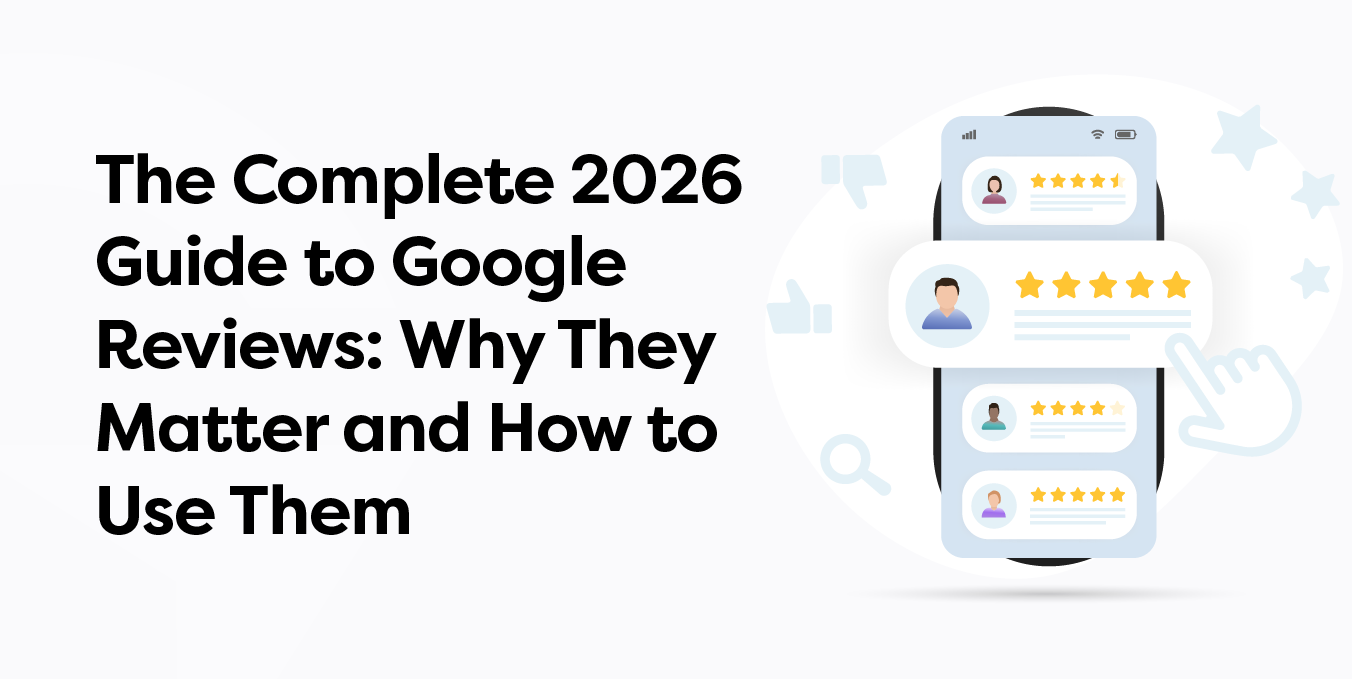 The Complete 2026
Guide to Google
Reviews: Why They
Matter and How to
Use Them